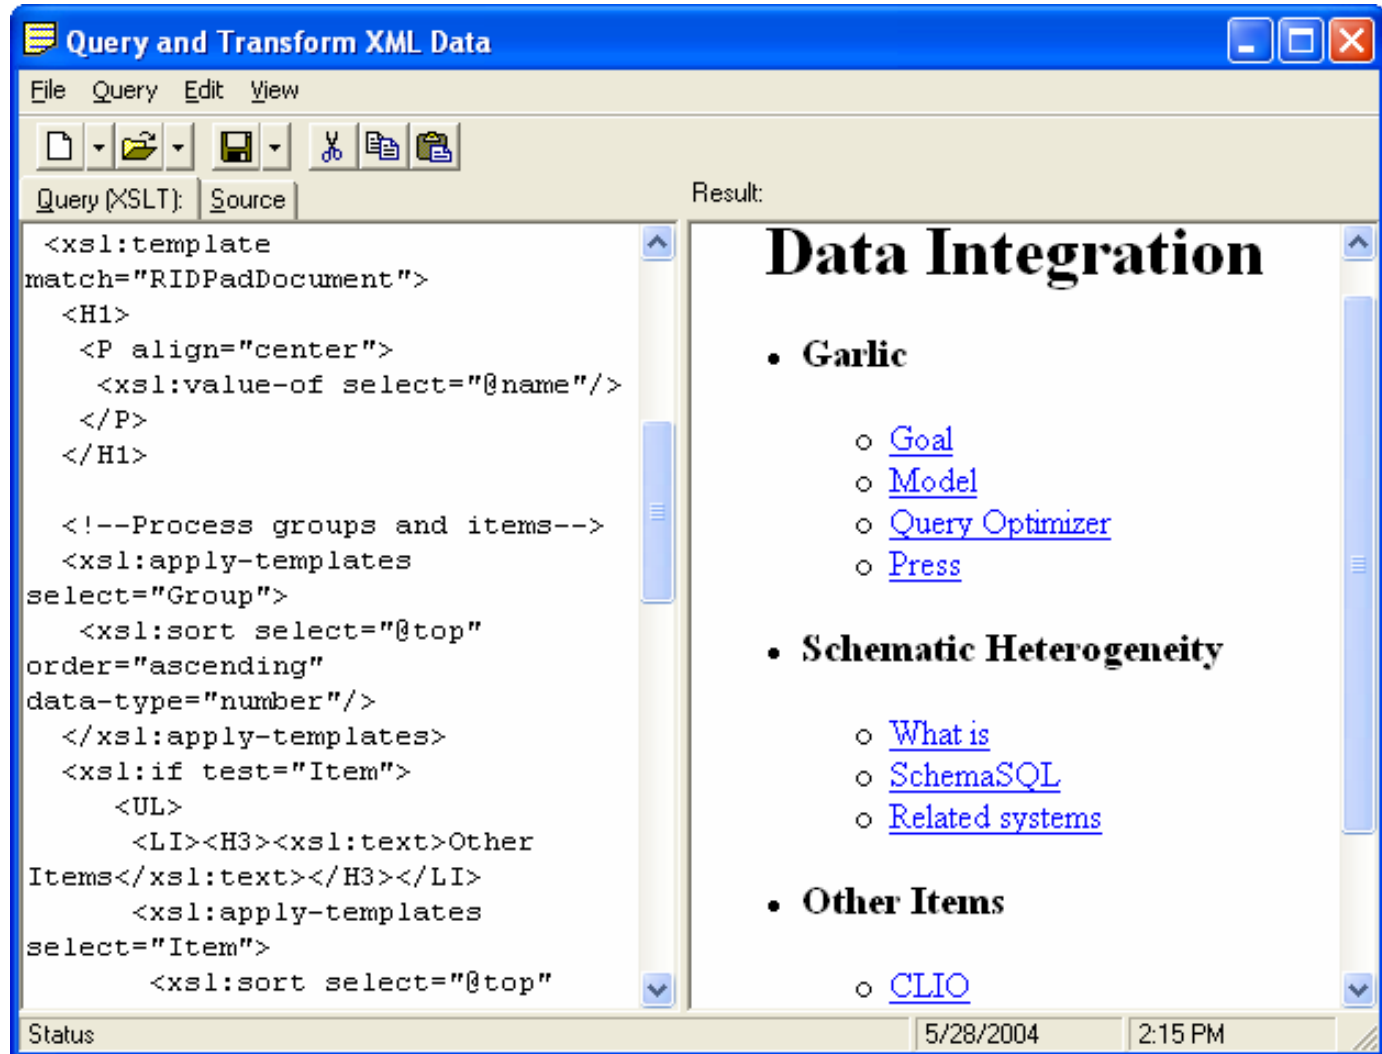 Query and Transform XML Data
File Query Edit View
Query (XSLT): Source
Result:
<xsl:template
match="RIDPadDocument">
<H1>
<P align="center">
<xsl:value-of select="@name"/>
</P>
</H1>
<!--Process groups and items-->
<xsl:apply-templates
select="Group">
<xsl:sort select="@top"
order="ascending"
data-type="number"/>
</xsl:apply-templates>
<xsl:if test="Item">
<UL>
<LI><H3><xsl:text>Other
Items</xsl:text></H3></LI>
<xsl:apply-templates
select="Item">
<xsl:sort select="@top"
Data Integration
Garlic
Goal
Model
Query Optimizer
Press
Schematic Heterogeneity
What is
SchemaSQL
Related systems
Other Items
CLIO
Status 5/28/2004 2:15 PM